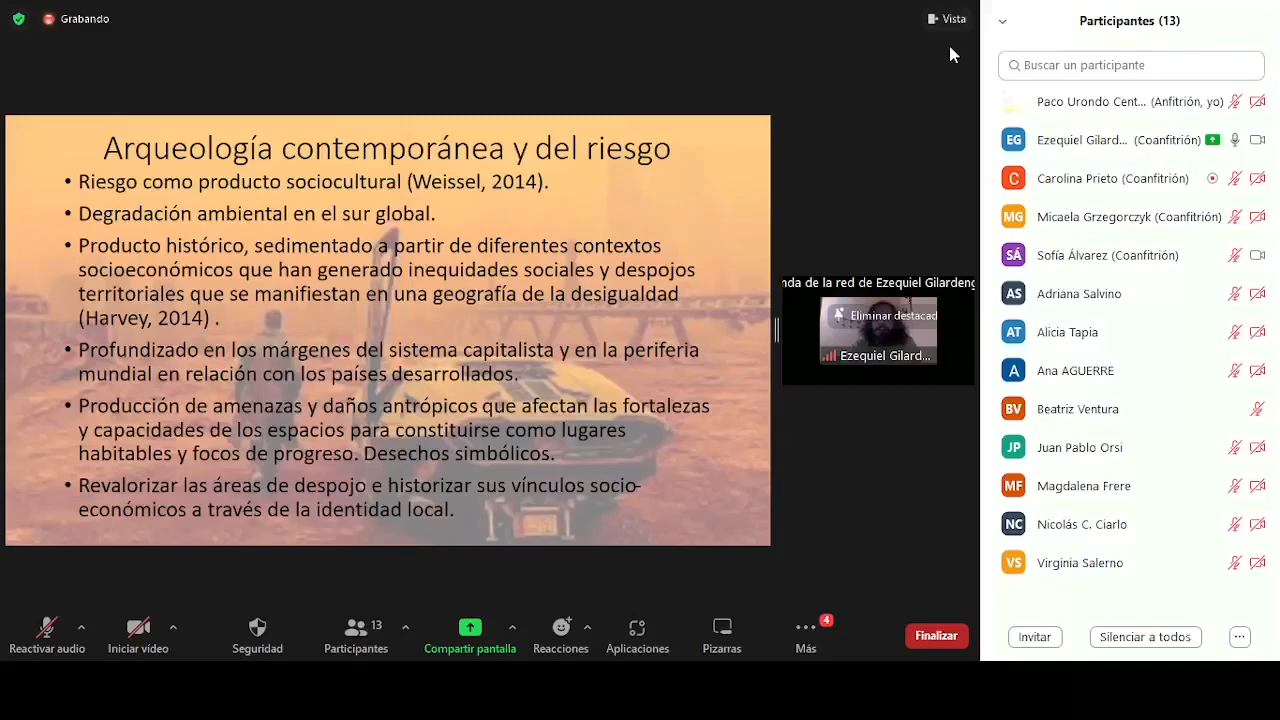 Grabando
Vista
Arqueología contemporánea y del riesgo
• Riesgo como producto sociocultural (Weissel, 2014).
• Degradación ambiental en el sur global.
• Producto histórico, sedimentado a partir de diferentes contextos
socioeconómicos que han generado inequidades sociales y despojos
territoriales que se manifiestan en una geografía de la desigualdad
(Harvey, 2014) .
• Profundizado en los márgenes del sistema capitalista y en la periferia
mundial en relación con los países desarrollados.
• Producción de amenazas y daños antrópicos que afectan las fortalezas
y capacidades de los espacios para constituirse como lugares
habitables y focos de progreso. Desechos simbólicos.
• Revalorizar las áreas de despojo e historizar sus vínculos socio-
económicos a través de la identidad local.
nda de la red de Ezequiel Gilardeng
Eliminar destacad
Ezequiel Gilard...
Participantes (13)
Buscar un participante
Paco Urondo Cent... (Anfitrión, yo)
EG Ezequiel Gilard... (Coanfitrión)
C Carolina Prieto (Coanfitrión)
MG Micaela Grzegorczyk (Coanfitrión)
SÁ Sofía Álvarez (Coanfitrión)
AS Adriana Salvino
AT Alicia Tapia
A Ana AGUERRE
BV Beatriz Ventura
JP Juan Pablo Orsi
MF Magdalena Frere
NC Nicolás C. Ciarlo
VS Virginia Salerno
Invitar
Silenciar a todos
...
Reactivar audio
Iniciar vídeo
Seguridad
13
Participantes
Compartir pantalla
Reacciones
Aplicaciones
Pizarras
4
Más
Finalizar